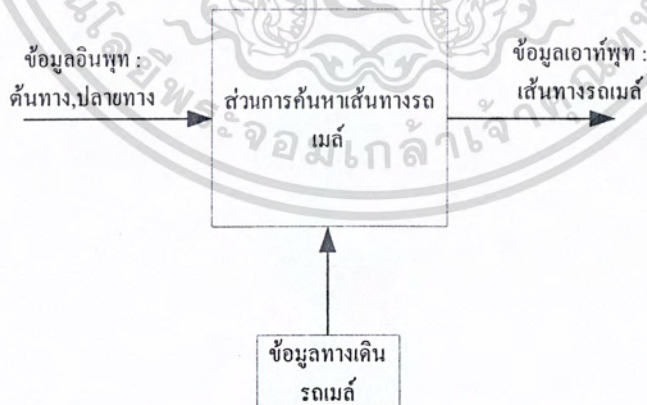 ข้อมูลอินพุท :
ต้นทาง,ปลายทาง
ส่วนการค้นหาเส้นทางรถ
เมล์
ข้อมูลเอาท์พุท :
เส้นทางรถเมล์
ข้อมูลทางเดิน
รถเมล์